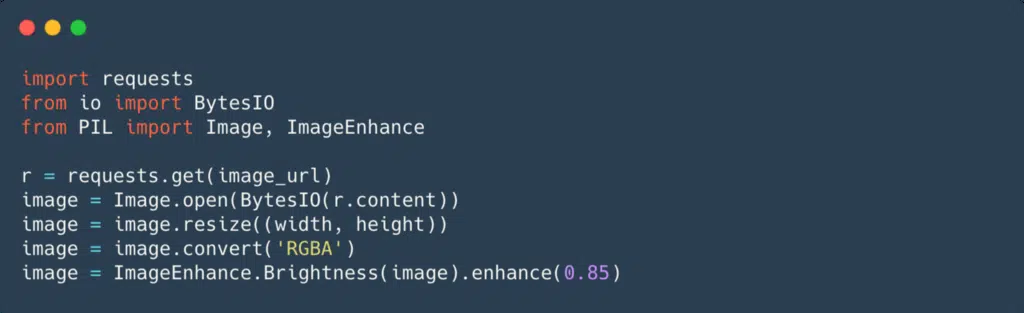 import requests
from io import BytesIO
from PIL import Image, ImageEnhance
r = requests.get(image_url)
image = Image.open(BytesIO(r.content))
image = image.resize((width, height))
image = image.convert('RGBA')
image = ImageEnhance.Brightness(image).enhance(0.85)